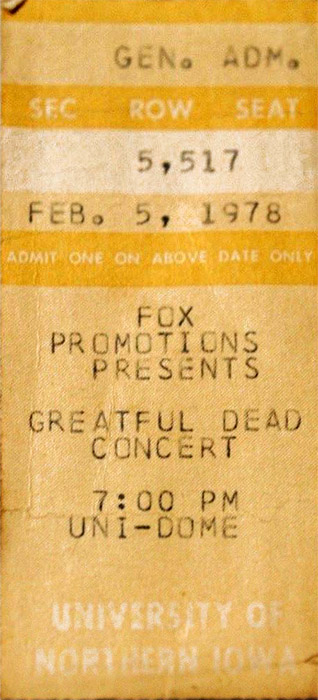 GEN. ADM.
SEC ROW SEAT
5,517
FEB. 5, 1978
ADMIT ONE ON ABOVE DATE ONLY
FOX
PROMOTIONS
PRESENTS
GREATFUL DEAD
CONCERT
7:00 PM
UNI-DOME
UNIVERSITY OF
NORTHERN IOWA